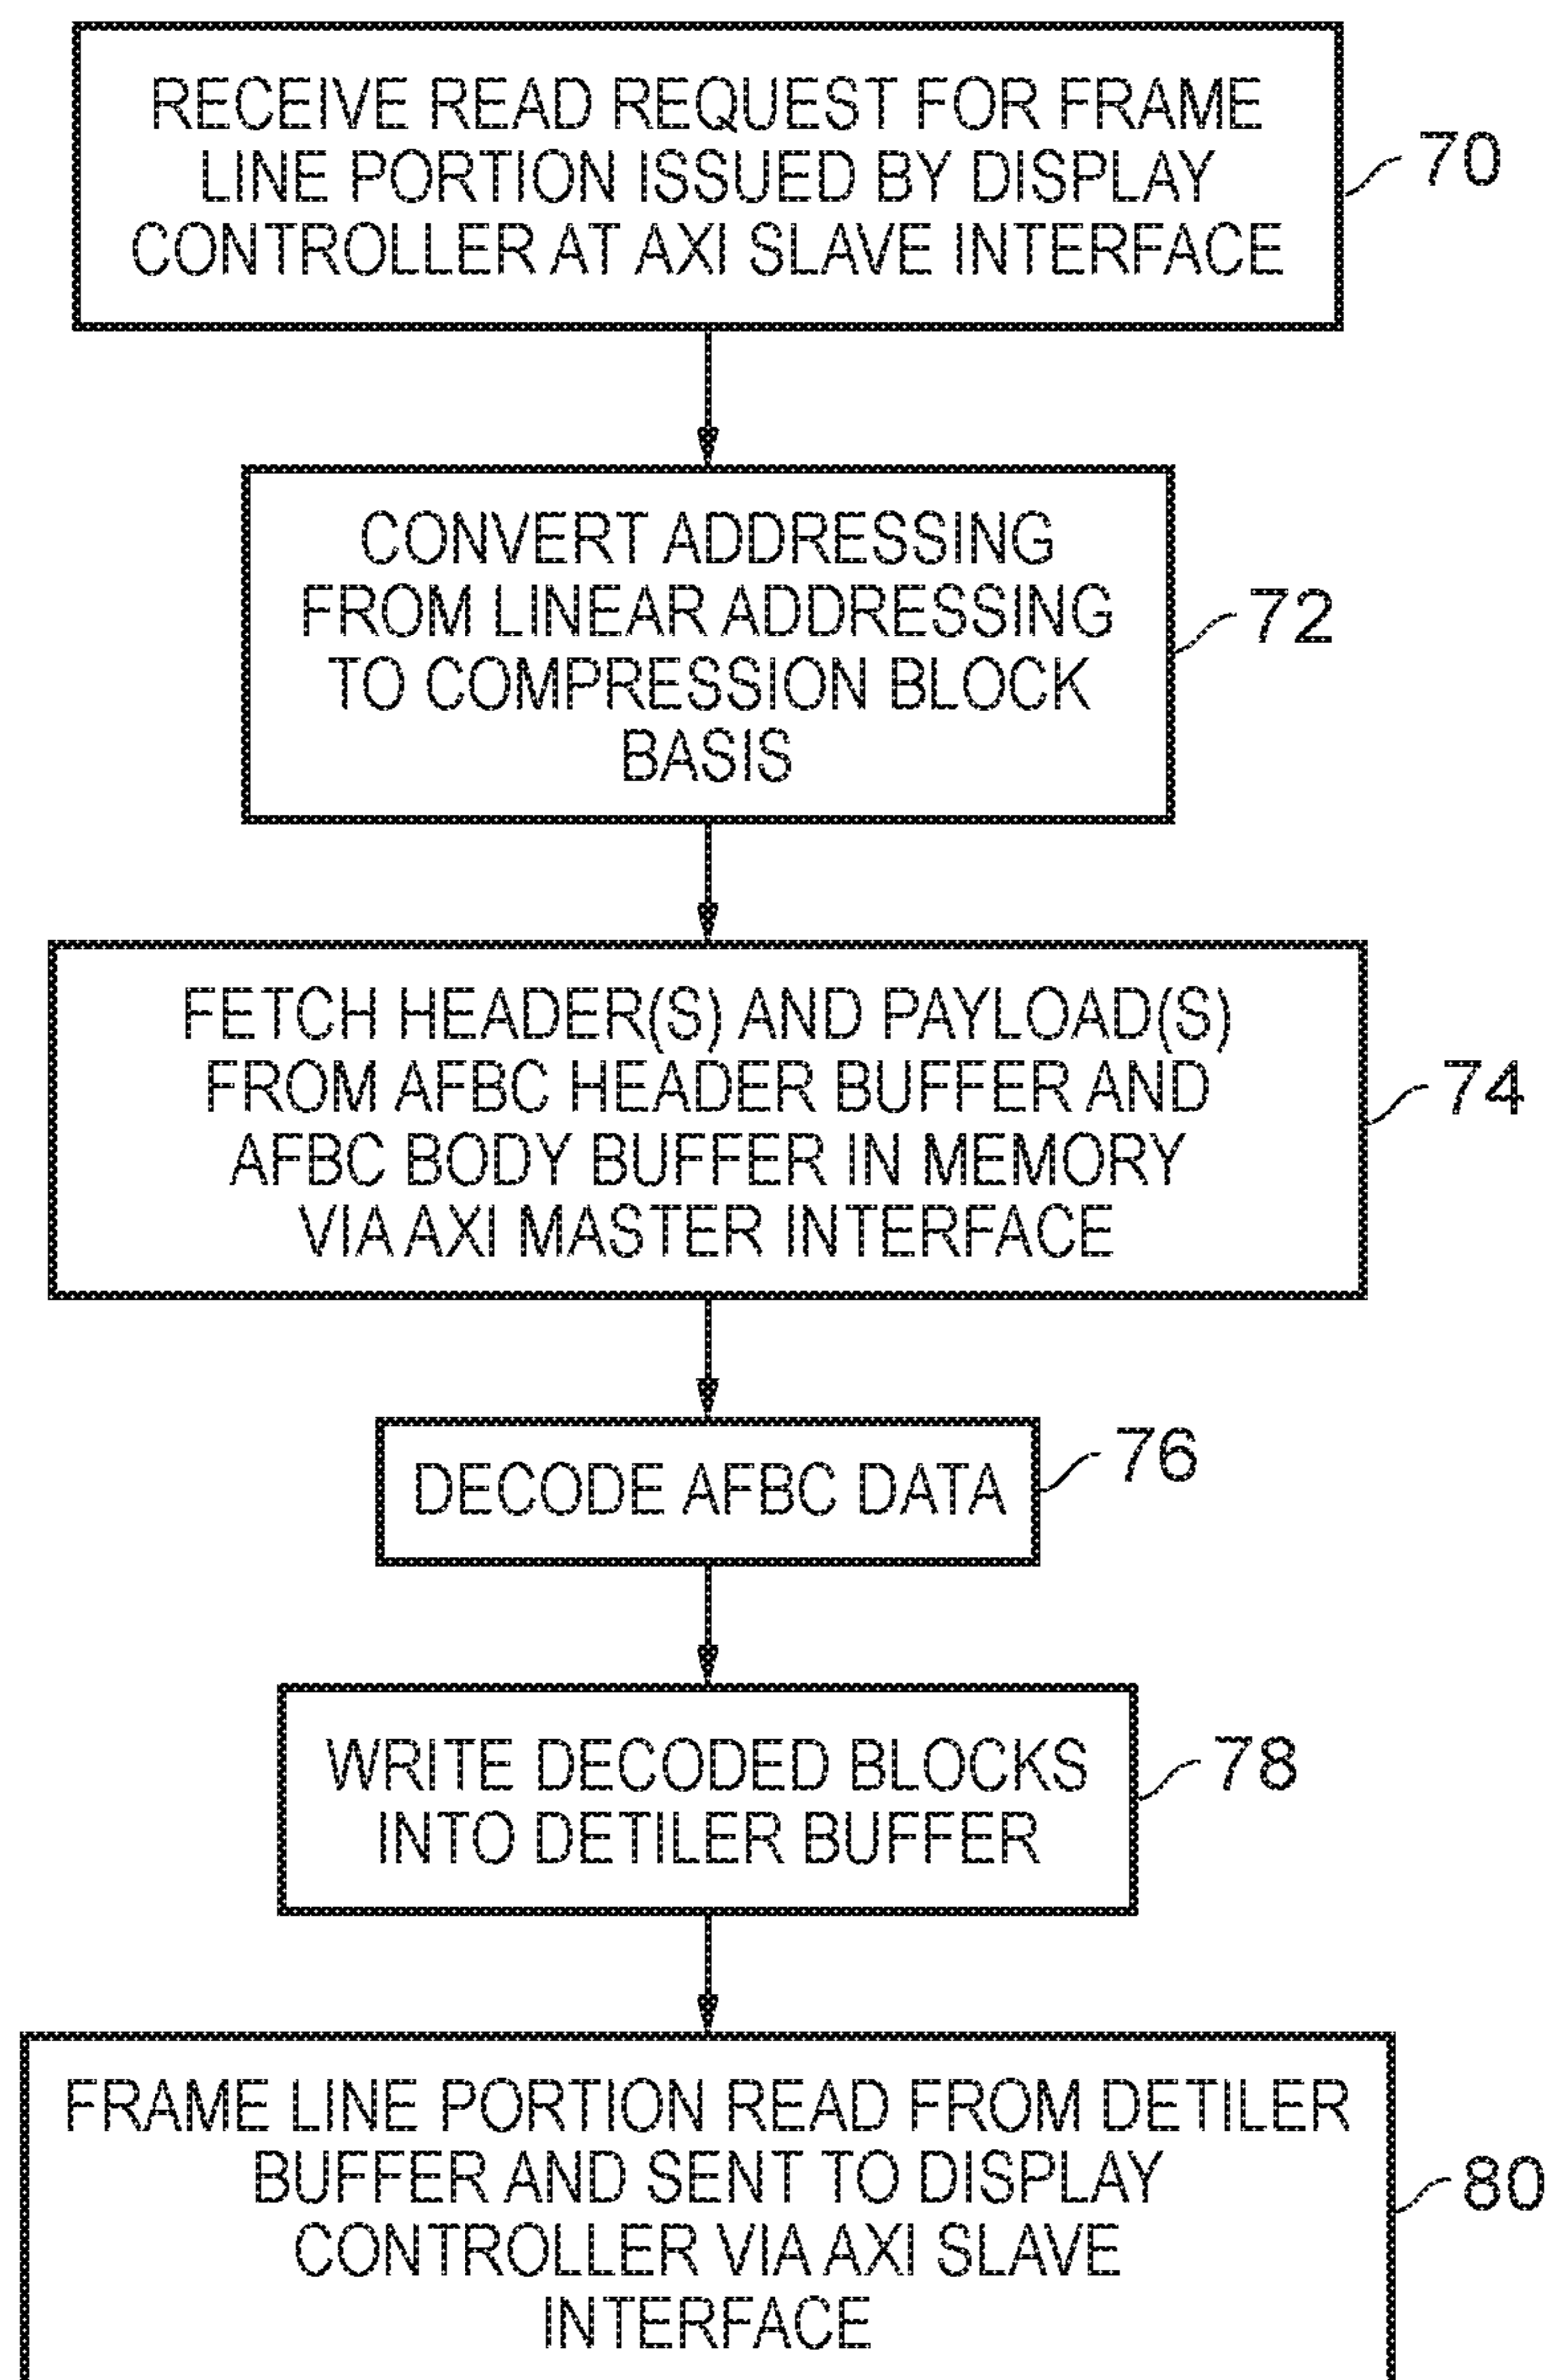 RECEIVE READ REQUEST FOR FRAME
LINE PORTION ISSUED BY DISPLAY
CONTROLLER AT AXI SLAVE INTERFACE
70
CONVERT ADDRESSING
FROM LINEAR ADDRESSING
TO COMPRESSION BLOCK
BASIS
72
FETCH HEADER(S) AND PAYLOAD(S)
FROM AFBC HEADER BUFFER AND
AFBC BODY BUFFER IN MEMORY
VIA AXI MASTER INTERFACE
74
DECODE AFBC DATA
76
WRITE DECODED BLOCKS
INTO DETILER BUFFER
78
FRAME LINE PORTION READ FROM DETILER
BUFFER AND SENT TO DISPLAY
CONTROLLER VIA AXI SLAVE
INTERFACE
80